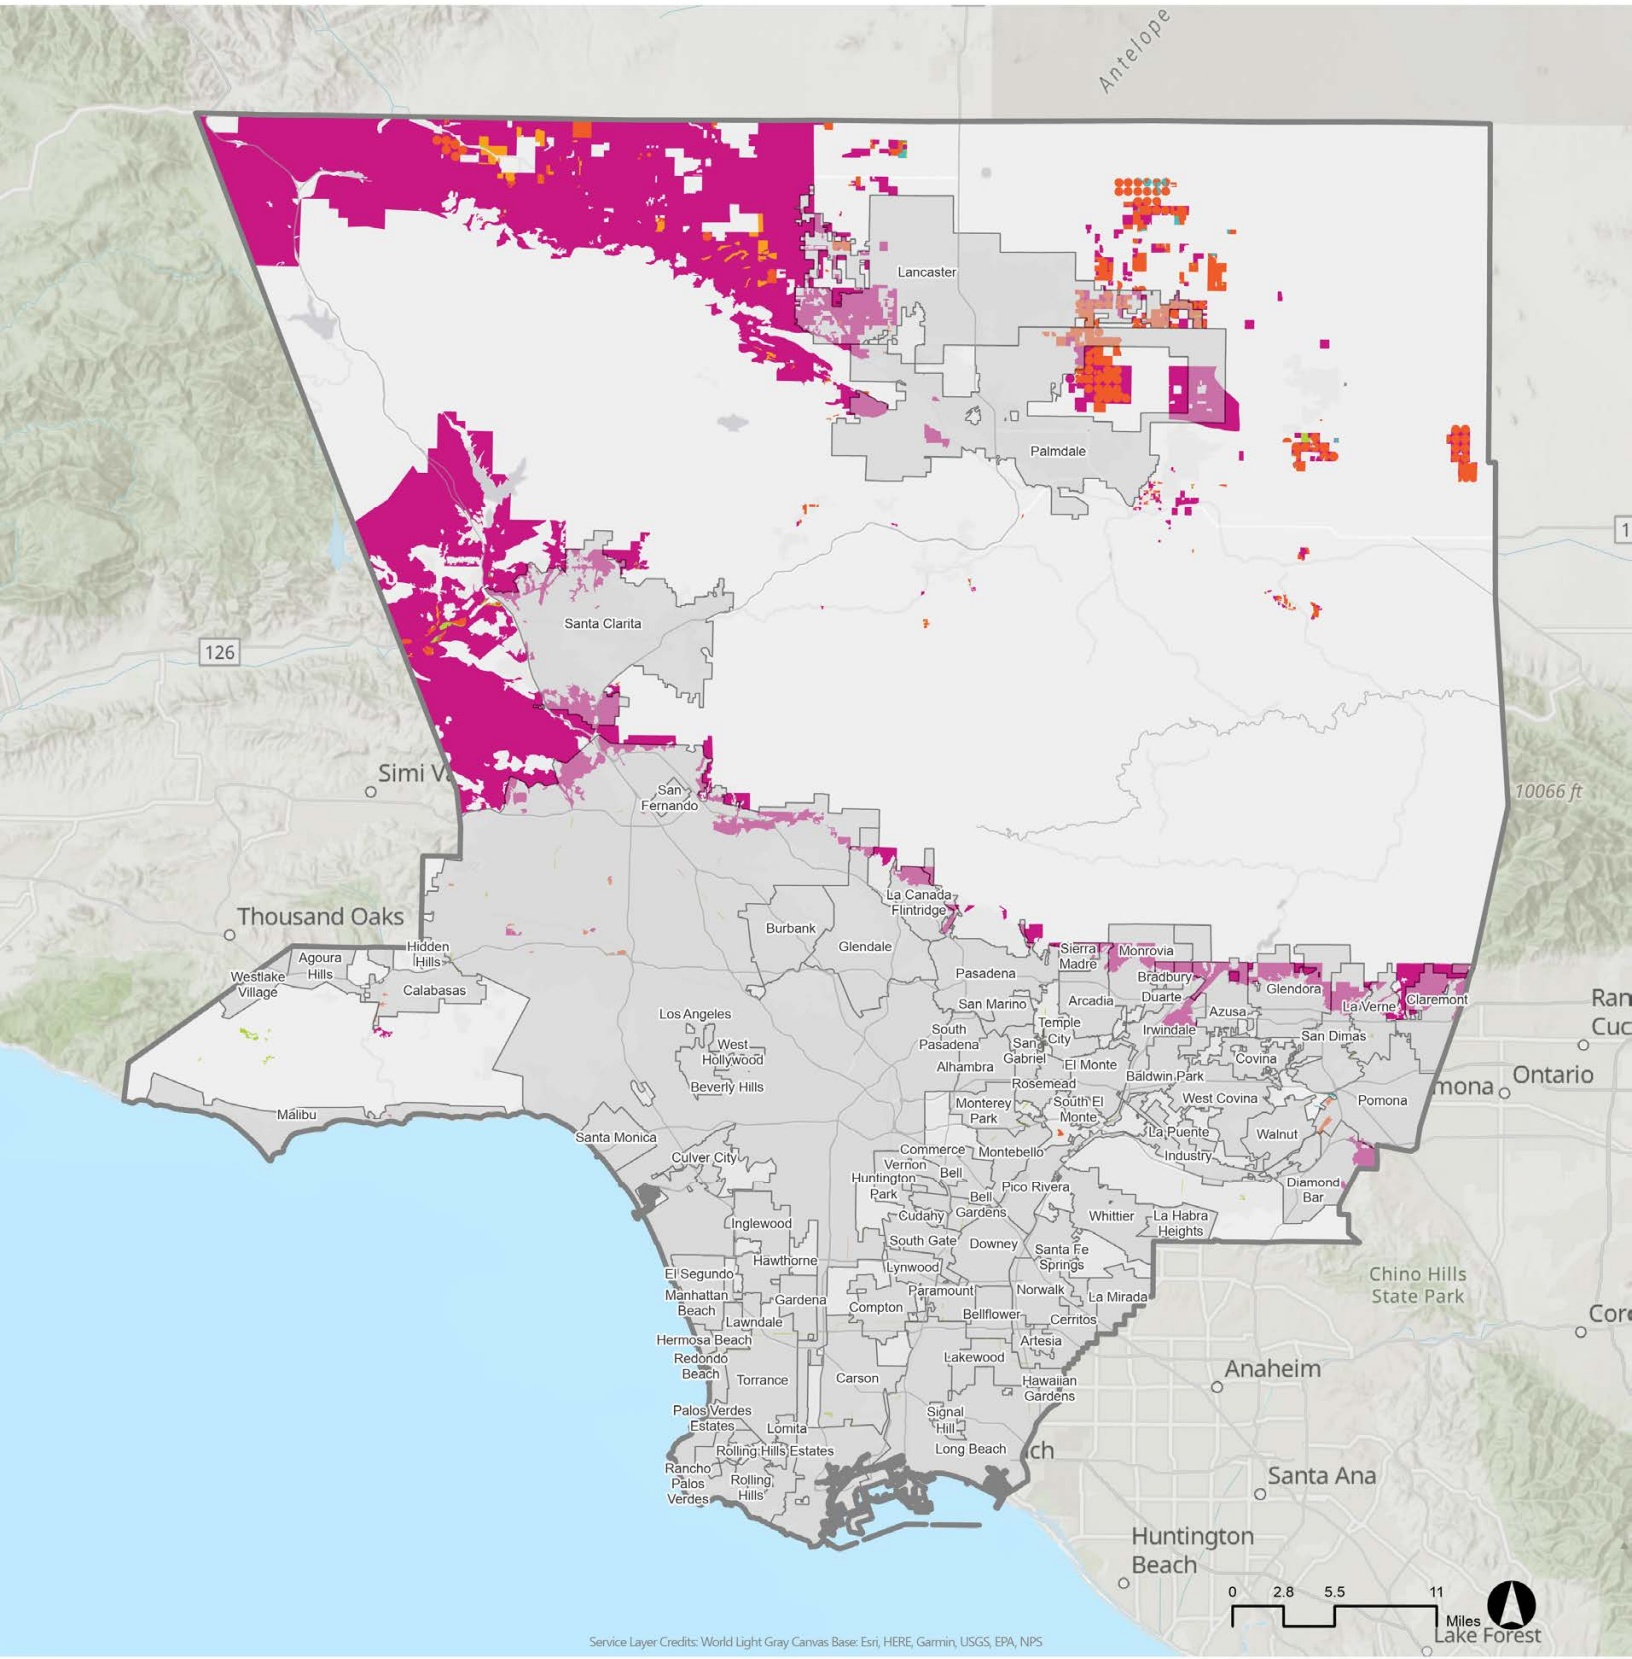 Antelope
Lancaster
Palmdale
1
Santa Clarita
126
Simi V
San
Fernando
10066 ft
La Canada
Flintridge
Thousand Oaks
Burbank
Glendale
Hidden
Hills
Agoura
Hills
Westlake
Village
Calabasas
Sierra
Madre
Monrovia
Pasadena
Bradbury
Glendora
Duarte
San Marino
Arcadia
Azusa
La Verne
Claremont
Ran
Cuc
Los Angeles
Temple
City
Irwindale
San Dimas
South
Pasadena
West
Hollywood
San
Gabriel
Covina
Alhambra
El Monte
Baldwin Park
Beverly Hills
Rosemead
mona
Ontario
Malibu
Monterey
Park
South El
Monte
West Covina
Pomona
Santa Monica
La Puente
Walnut
Culver City
Commerce
Montebello
Industry
Vernon
Bell
Huntington
Park
Pico Rivera
Diamond
Bar
Bell
Gardens
Cudahy
Whittier
La Habra
Heights
Inglewood
South Gate
Downey
Santa Fe
Springs
Hawthorne
Lynwood
El Segundo
Chino Hills
State Park
Manhattan
Beach
Gardena
Paramount
Norwalk
La Mirada
Compton
Lawndale
Bellflower
Cerritos
Coro
Hermosa Beach
Artesia
Redondo
Beach
Lakewood
Anaheim
Torrance
Carson
Hawaiian
Gardens
Palos Verdes
Estates
Signal
Hill
Lomita
Rolling Hills Estates
Long Beach
ch
Rancho
Palos
Verdes
Rolling
Hills
Santa Ana
Huntington
Beach
0 2.8 5.5 11
Miles
Lake Forest
Service Layer Credits: World Light Gray Canvas Base: Esri, HERE, Garmin, USGS, EPA, NPS